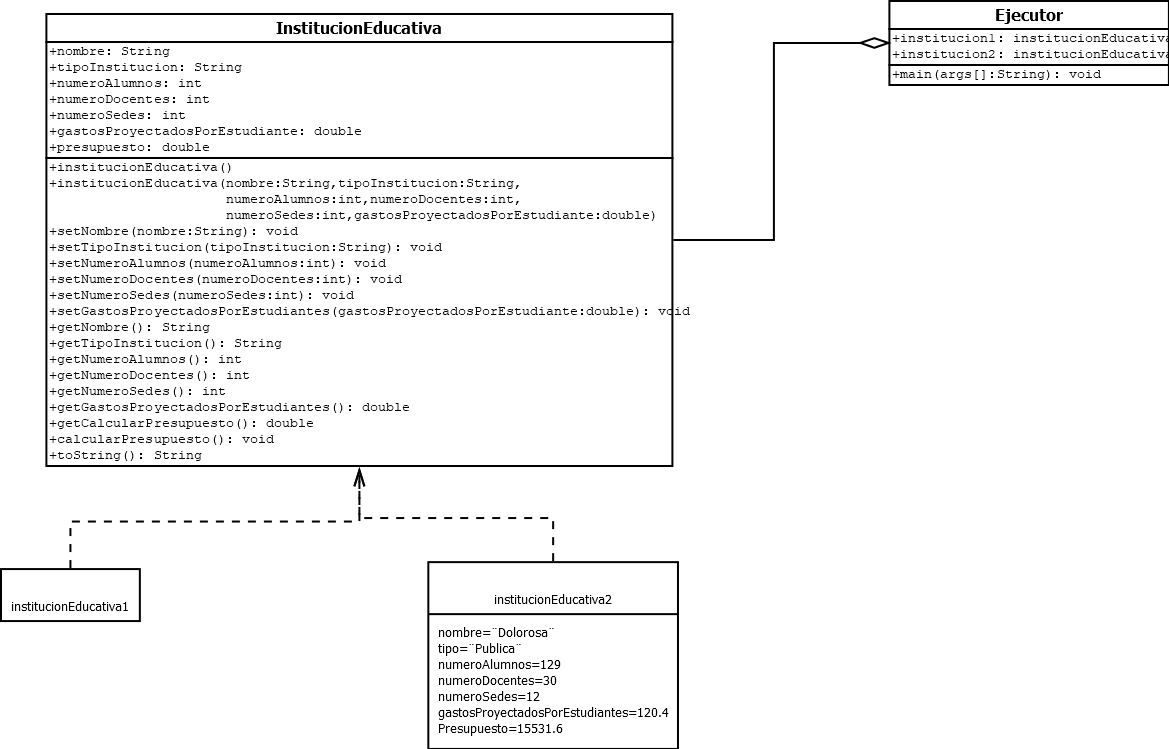 InstitucionEducativa
+nombre: String
+tipoInstitucion: String
+numeroAlumnos: int
+numeroDocentes: int
+numeroSedes: int
+gastosProyectadosPorEstudiante: double
+presupuesto: double
+institucionEducativa()
+institucionEducativa(nombre:String,tipoInstitucion:String,
numeroAlumnos:int,numeroDocentes:int,
numeroSedes:int,gastosProyectadosPorEstudiante:double)
+setNombre(nombre:String): void
+setTipoInstitucion(tipoInstitucion:String): void
+setNumeroAlumnos(numeroAlumnos:int): void
+setNumeroDocentes(numeroDocentes:int): void
+setNumeroSedes(numeroSedes:int): void
+setGastosProyectadosPorEstudiantes(gastosProyectadosPorEstudiante:double): void
+getNombre(): String
+getTipoInstitucion(): String
+getNumeroAlumnos(): int
+getNumeroDocentes(): int
+getNumeroSedes(): int
+getGastosProyectadosPorEstudiantes(): double
+getCalcularPresupuesto(): double
+calcularPresupuesto(): void
+toString(): String
Ejecutor
+institucion1: institucionEducativa
+institucion2: institucionEducativa
+main(args[]:String): void
institucionEducativa1
institucionEducativa2
nombre=¨Dolorosa¨
tipo=¨Publica¨
numeroAlumnos=129
numeroDocentes=30
numeroSedes=12
gastosProyectadosPorEstudiantes=120.4
Presupuesto=15531.6